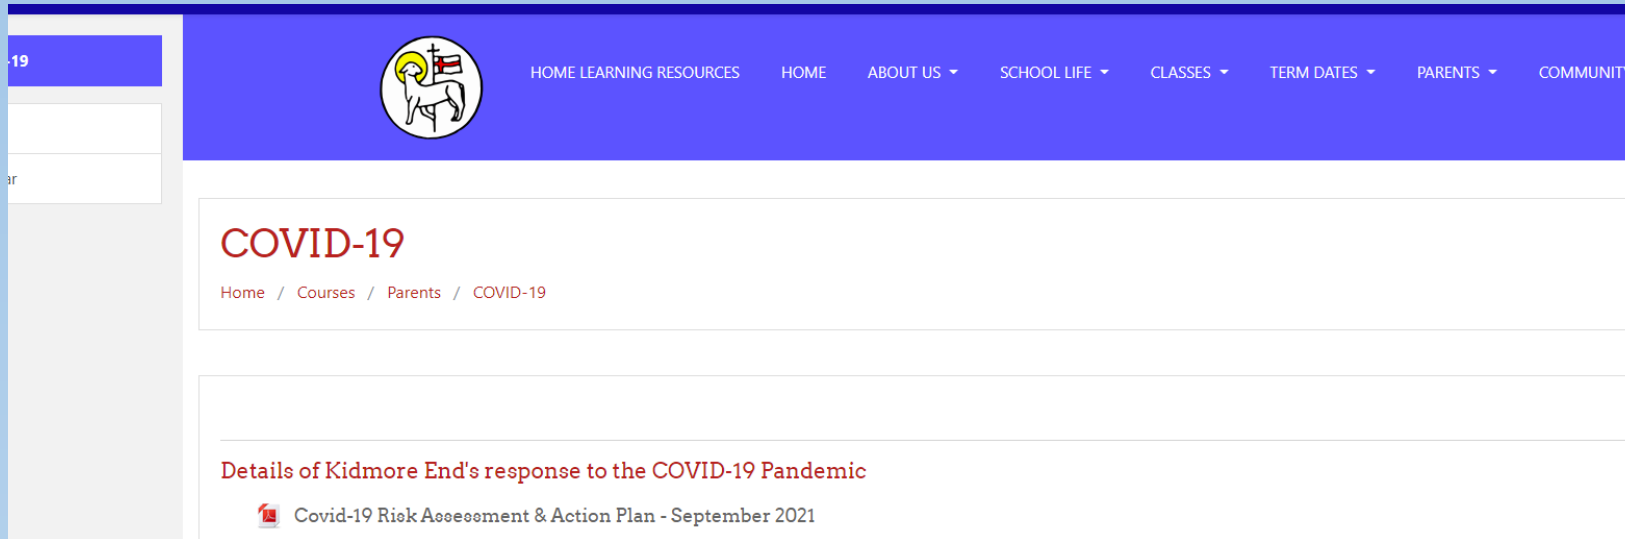 -19
ar
HOME LEARNING RESOURCES HOME ABOUT US SCHOOL LIFE CLASSES TERM DATES PARENTS COMMUNITY
COVID-19
Home / Courses / Parents / COVID-19
Details of Kidmore End's response to the COVID-19 Pandemic
Covid-19 Risk Assessment & Action Plan - September 2021